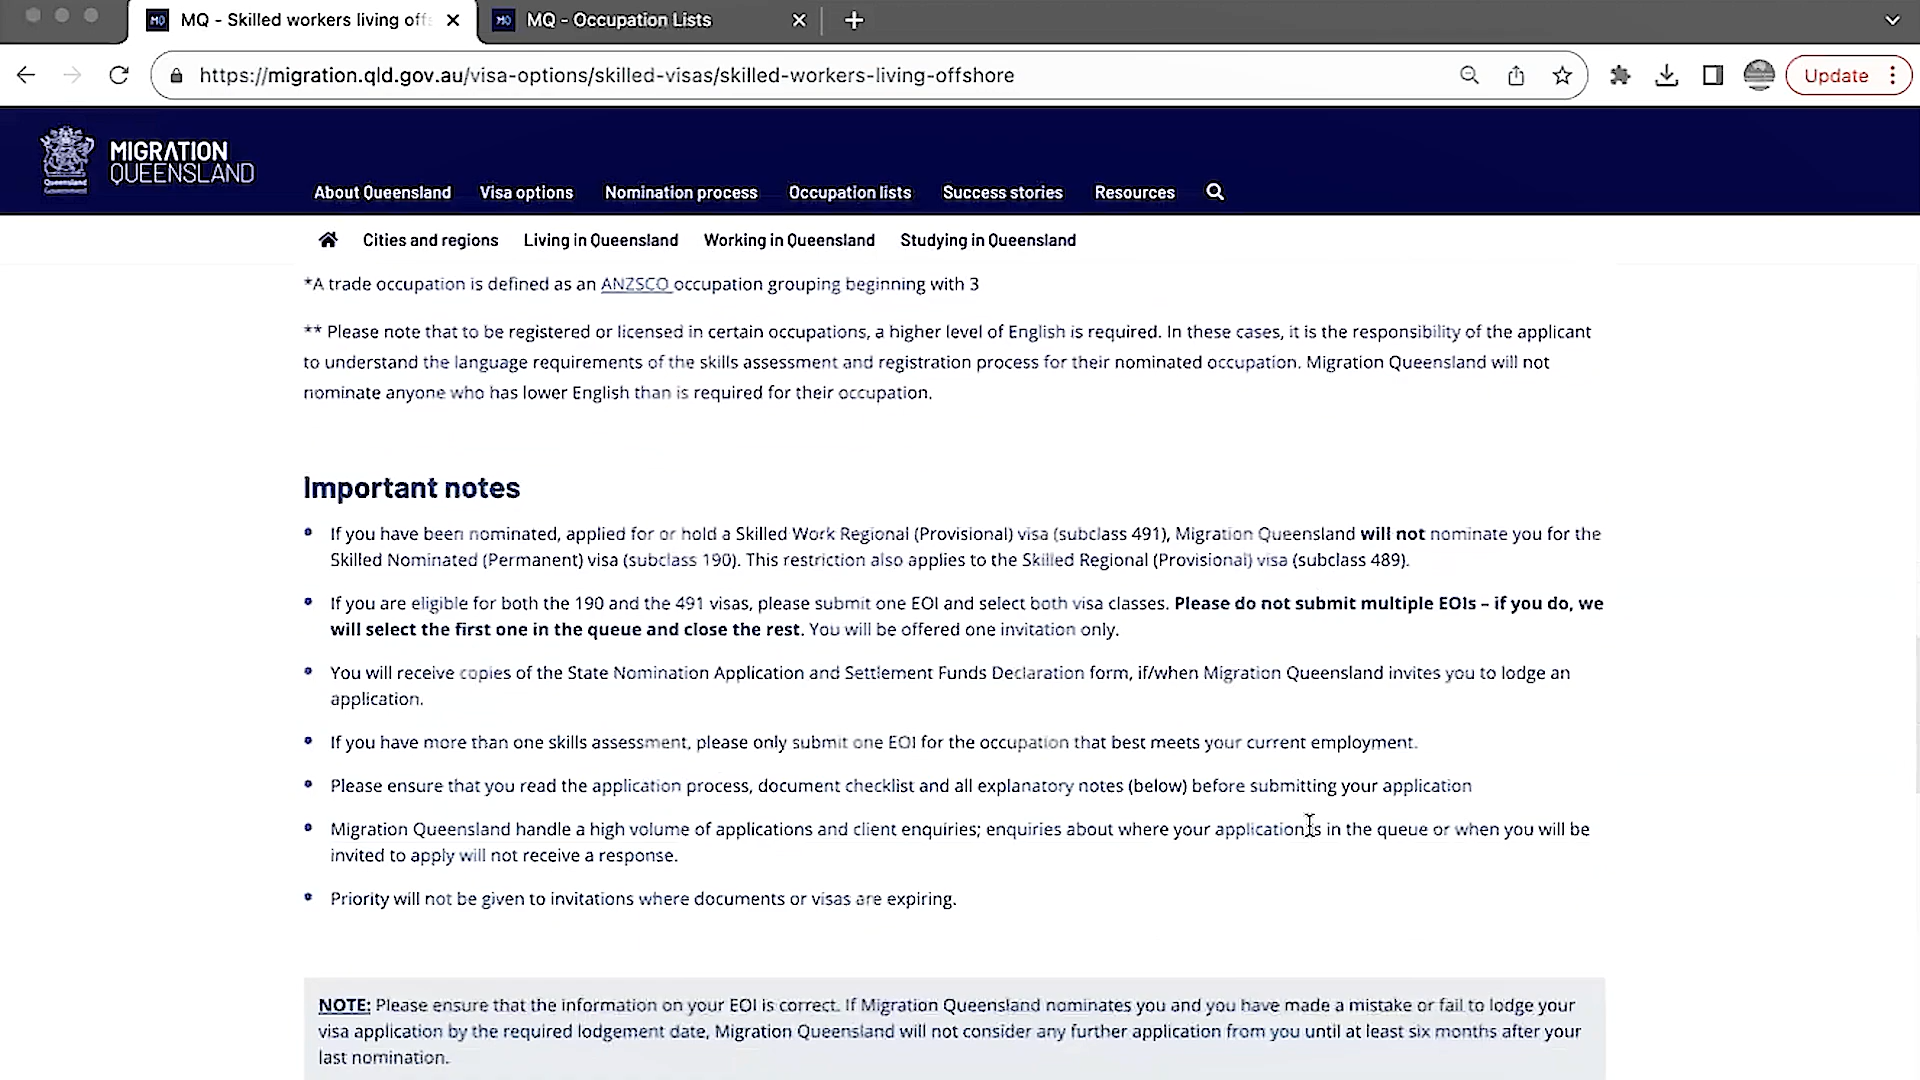 MQ - Skilled workers living off
MQ - Occupation Lists
https://migration.qld.gov.au/visa-options/skilled-visas/skilled-workers-living-offshore
Update
Queensland
Government
MIGRATION
QUEENSLAND
About Queensland
Visa options
Nomination process
Occupation lists
Success stories
Resources
Cities and regions
Living in Queensland
Working in Queensland
Studying in Queensland
*A trade occupation is defined as an ANZSCO occupation grouping beginning with 3
** Please note that to be registered or licensed in certain occupations, a higher level of English is required. In these cases, it is the responsibility of the applicant
to understand the language requirements of the skills assessment and registration process for their nominated occupation. Migration Queensland will not
nominate anyone who has lower English than is required for their occupation.
Important notes
If you have been nominated, applied for or hold a Skilled Work Regional (Provisional) visa (subclass 491), Migration Queensland will not nominate you for the
Skilled Nominated (Permanent) visa (subclass 190). This restriction also applies to the Skilled Regional (Provisional) visa (subclass 489).
If you are eligible for both the 190 and the 491 visas, please submit one EOI and select both visa classes. Please do not submit multiple EOIs – if you do, we
will select the first one in the queue and close the rest. You will be offered one invitation only.
You will receive copies of the State Nomination Application and Settlement Funds Declaration form, if/when Migration Queensland invites you to lodge an
application.
If you have more than one skills assessment, please only submit one EOI for the occupation that best meets your current employment.
Please ensure that you read the application process, document checklist and all explanatory notes (below) before submitting your application
Migration Queensland handle a high volume of applications and client enquiries; enquiries about where your application is in the queue or when you will be
invited to apply will not receive a response.
Priority will not be given to invitations where documents or visas are expiring.
NOTE: Please ensure that the information on your EOI is correct. If Migration Queensland nominates you and you have made a mistake or fail to lodge your
visa application by the required lodgement date, Migration Queensland will not consider any further application from you until at least six months after your
last nomination.